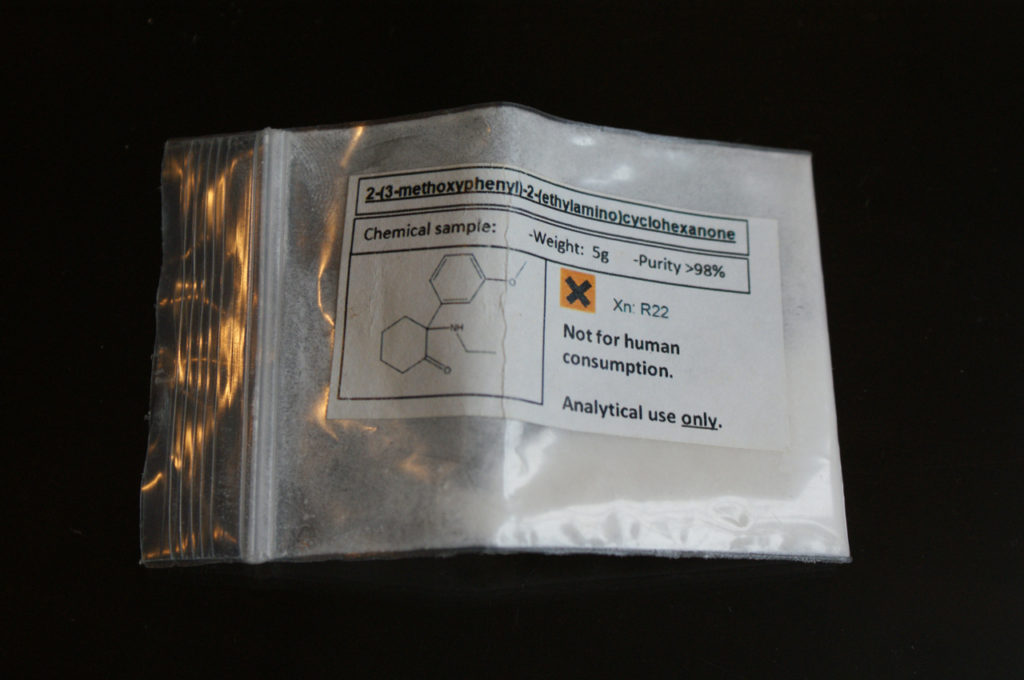 2-(3-methoxyphenyl)-2-(ethylamino)cyclohexanone
Chemical sample: -Weight: 5g -Purity >98%
O
NH
O
Xn: R22
Not for human
consumption.
Analytical use only.